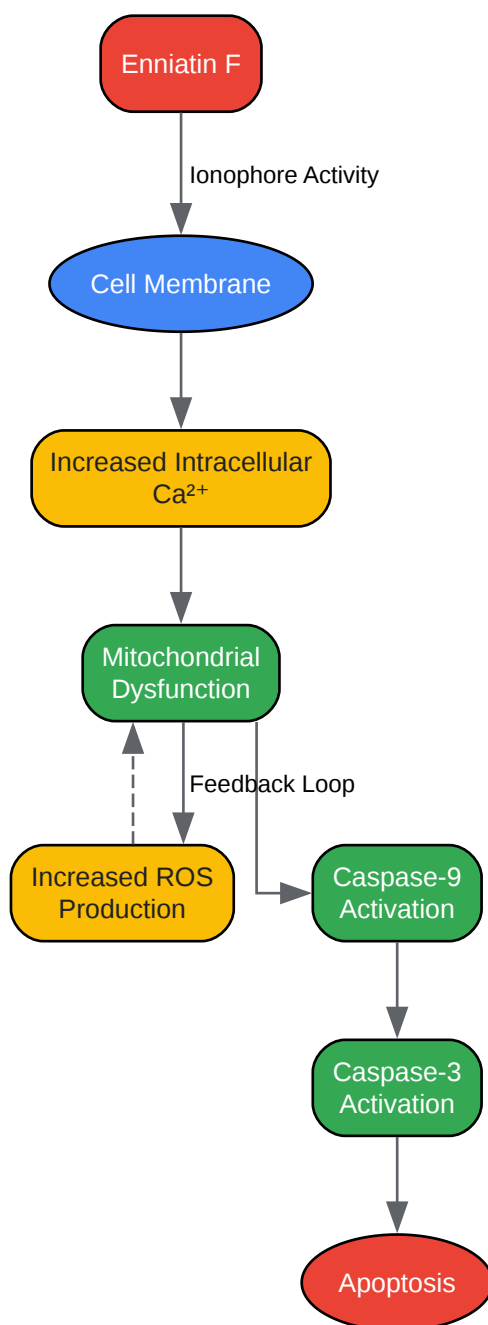 Enniatin F
Ionophore Activity
Cell Membrane
Increased Intracellular
Ca²⁺
Mitochondrial
Dysfunction
Feedback Loop
Increased ROS
Production
Caspase-9
Activation
Caspase-3
Activation
Apoptosis